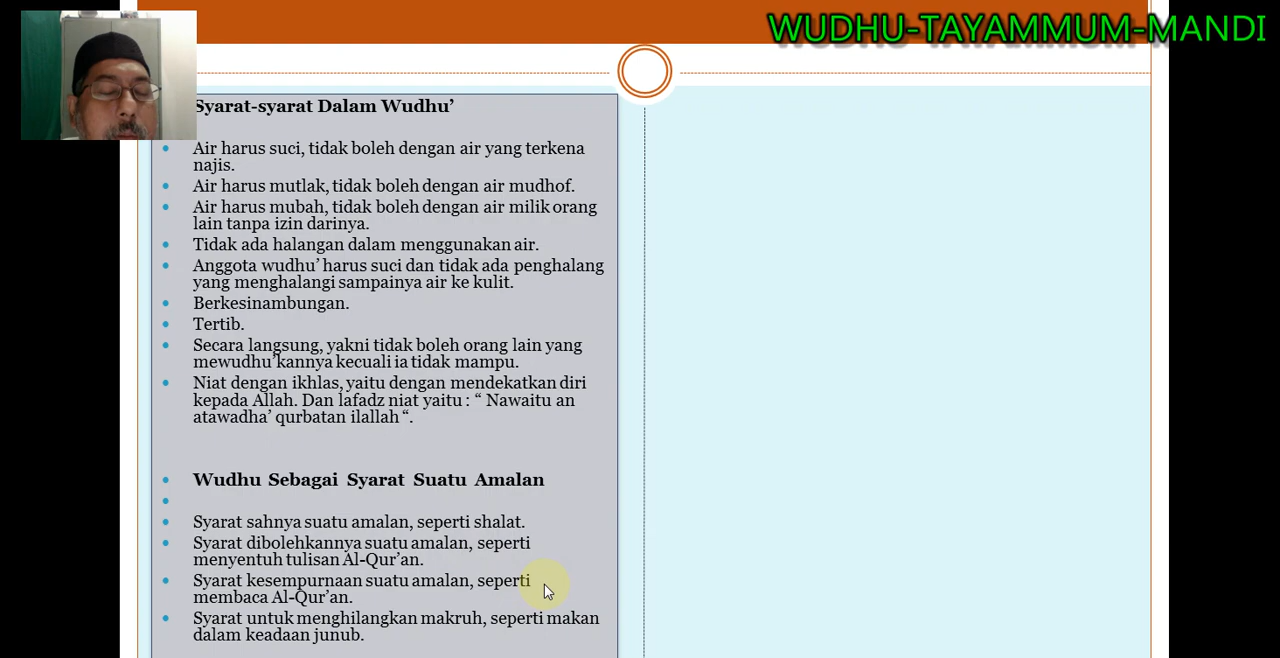 WUDHU-TAYAMMUM-MANDI
Syarat-syarat Dalam Wudhu’
Air harus suci, tidak boleh dengan air yang terkena
najis.
Air harus mutlak, tidak boleh dengan air mudhof.
Air harus mubah, tidak boleh dengan air milik orang
lain tanpa izin darinya.
Tidak ada halangan dalam menggunakan air.
Anggota wudhu’ harus suci dan tidak ada penghalang
yang menghalangi sampainya air ke kulit.
Berkesinambungan.
Tertib.
Secara langsung, yakni tidak boleh orang lain yang
mewudhu’kannya kecuali ia tidak mampu.
Niat dengan ikhlas, yaitu dengan mendekatkan diri
kepada Allah. Dan lafadz niat yaitu : “ Nawaitu an
atawadha’ qurbatan ilallah “.
Wudhu Sebagai Syarat Suatu Amalan
Syarat sahnya suatu amalan, seperti shalat.
Syarat dibolehkannya suatu amalan, seperti
menyentuh tulisan Al-Qur’an.
Syarat kesempurnaan suatu amalan, seperti
membaca Al-Qur’an.
Syarat untuk menghilangkan makruh, seperti makan
dalam keadaan junub.